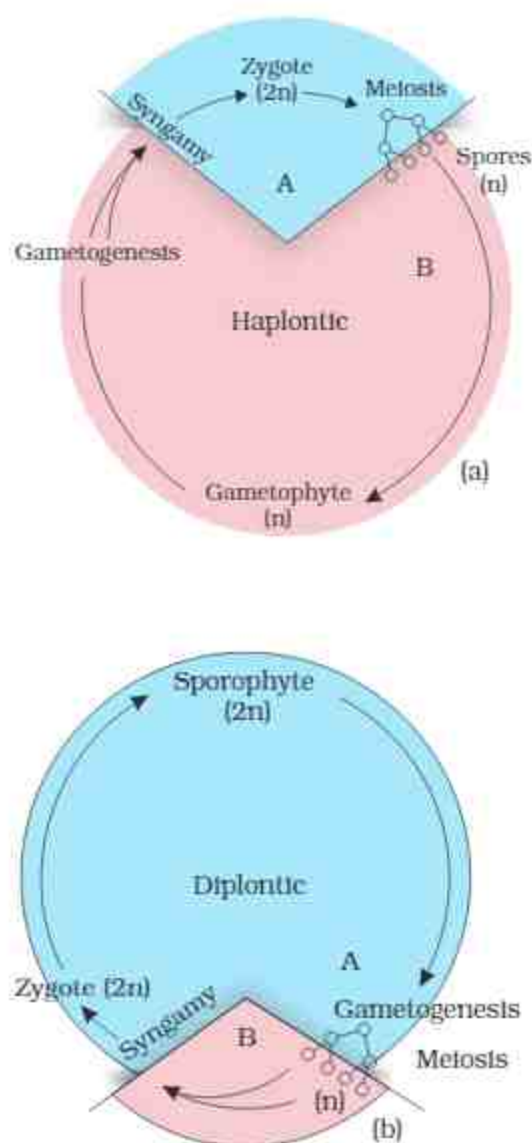 Zygote
(2n)
Meiosis
Syngamy
Spores
(n)
A
Gametogenesis
B
Haplontic
(a)
Gametophyte
(n)
Sporophyte
(2n)
Diplontic
A
Zygote (2n)
Syngamy
Gametogenesis
B
Meiosis
(n)
(b)